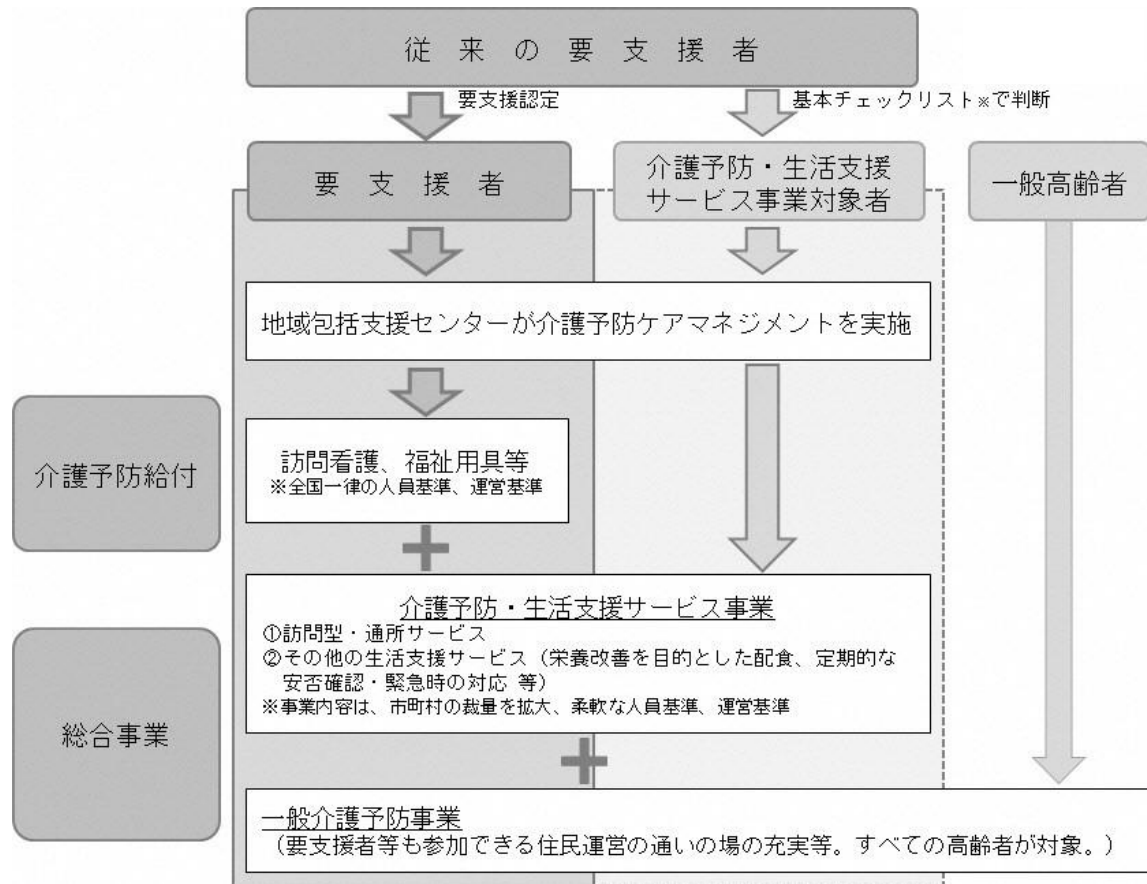 従来の要支援者
要支援認定
基本チェックリスト※で判断
要支援者
介護予防・生活支援
サービス事業対象者
一般高齢者
地域包括支援センターが介護予防ケアマネジメントを実施
介護予防給付
訪問看護、福祉用具等
※全国一律の人員基準、運営基準
総合事業
介護予防・生活支援サービス事業
①訪問型・通所サービス
②その他の生活支援サービス（栄養改善を目的とした配食、定期的な
安否確認・緊急時の対応 等）
※事業内容は、市町村の裁量を拡大、柔軟な人員基準、運営基準
一般介護予防事業
（要支援者等も参加できる住民運営の通いの場の充実等。すべての高齢者が対象。）